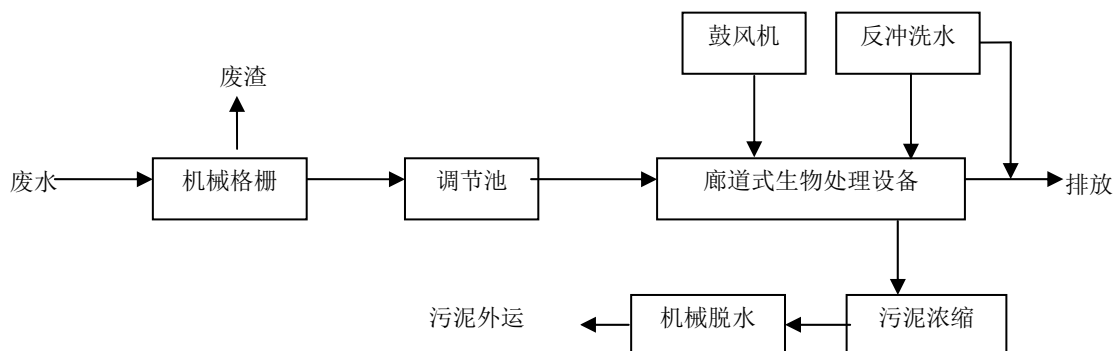 鼓风机
反冲洗水
废渣
废水
机械格栅
调节池
廊道式生物处理设备
排放
污泥外运
机械脱水
污泥浓缩